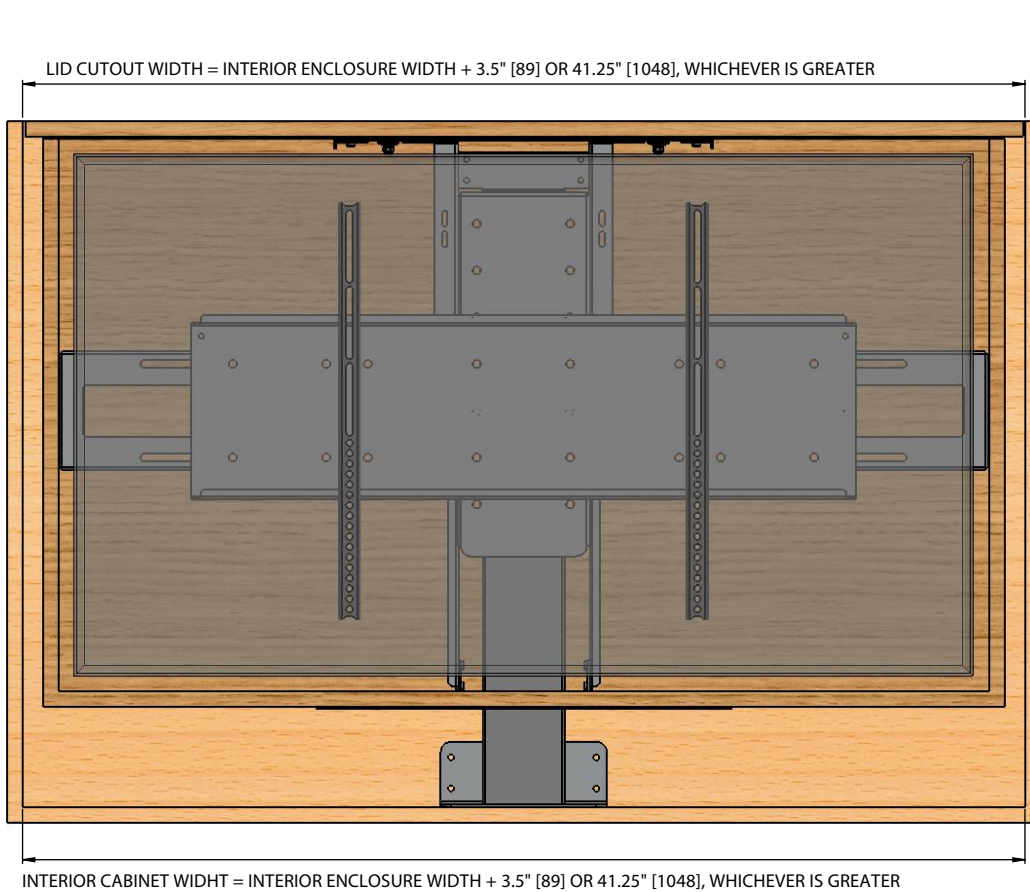 LID CUTOUT WIDTH = INTERIOR ENCLOSURE WIDTH + 3.5" [89] OR 41.25" [1048], WHICHEVER IS GREATER
INTERIOR CABINET WIDHT = INTERIOR ENCLOSURE WIDTH + 3.5" [89] OR 41.25" [1048], WHICHEVER IS GREATER